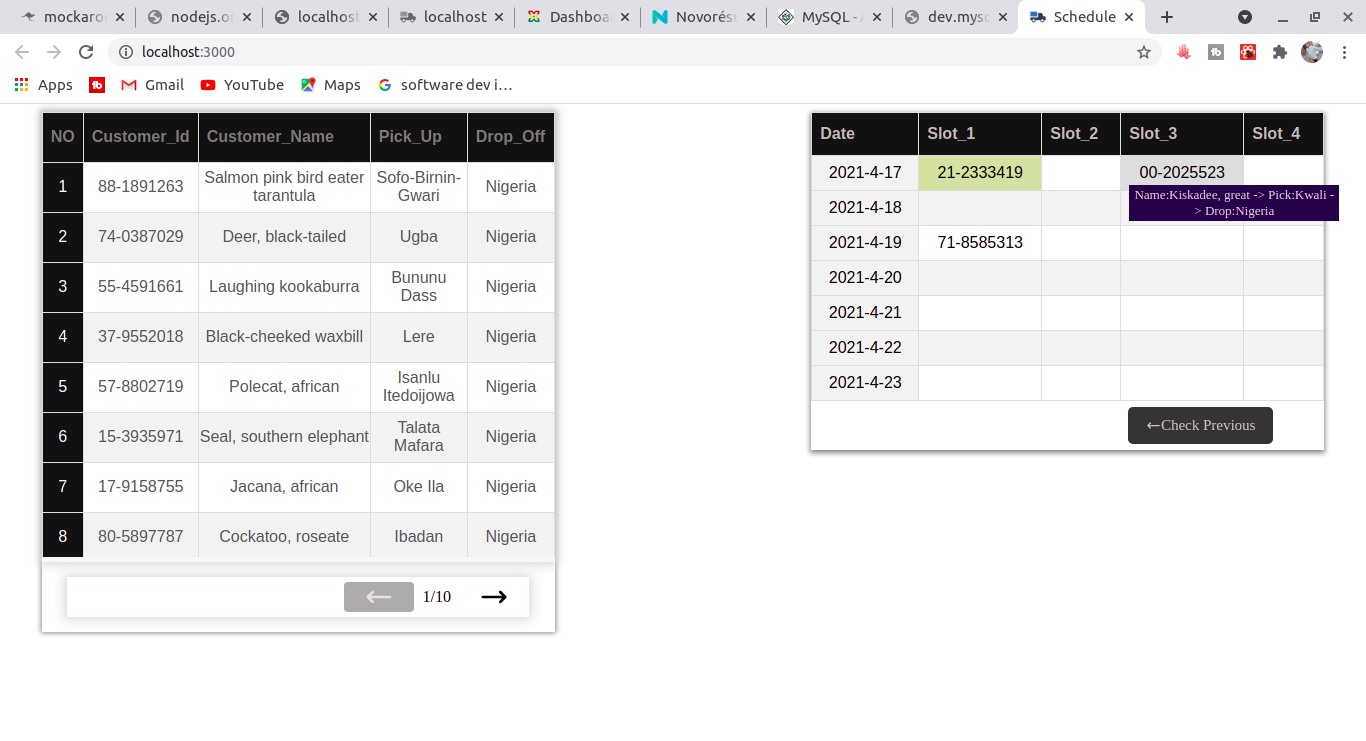 mockaroo
nodejs.or
localhost
localhost
Dashboa
Novorésu
MySQL - A
dev.mysq
Schedule
localhost:3000
Apps
Gmail
YouTube
Maps
software dev i…
NO Customer_Id Customer_Name Pick_Up Drop_Off
1 88-1891263 Salmon pink bird eater tarantula Sofo-Birnin-Gwari Nigeria
2 74-0387029 Deer, black-tailed Ugba Nigeria
3 55-4591661 Laughing kookaburra Bununu Dass Nigeria
4 37-9552018 Black-cheeked waxbill Lere Nigeria
5 57-8802719 Polecat, african Isanlu Itedoijowa Nigeria
6 15-3935971 Seal, southern elephant Talata Mafara Nigeria
7 17-9158755 Jacana, african Oke Ila Nigeria
8 80-5897787 Cockatoo, roseate Ibadan Nigeria
1/10
Date Slot_1 Slot_2 Slot_3 Slot_4
2021-4-17 21-2333419 00-2025523
Name:Kiskadee, great -> Pick:Kwali -
> Drop:Nigeria
2021-4-18
2021-4-19 71-8585313
2021-4-20
2021-4-21
2021-4-22
2021-4-23
←Check Previous